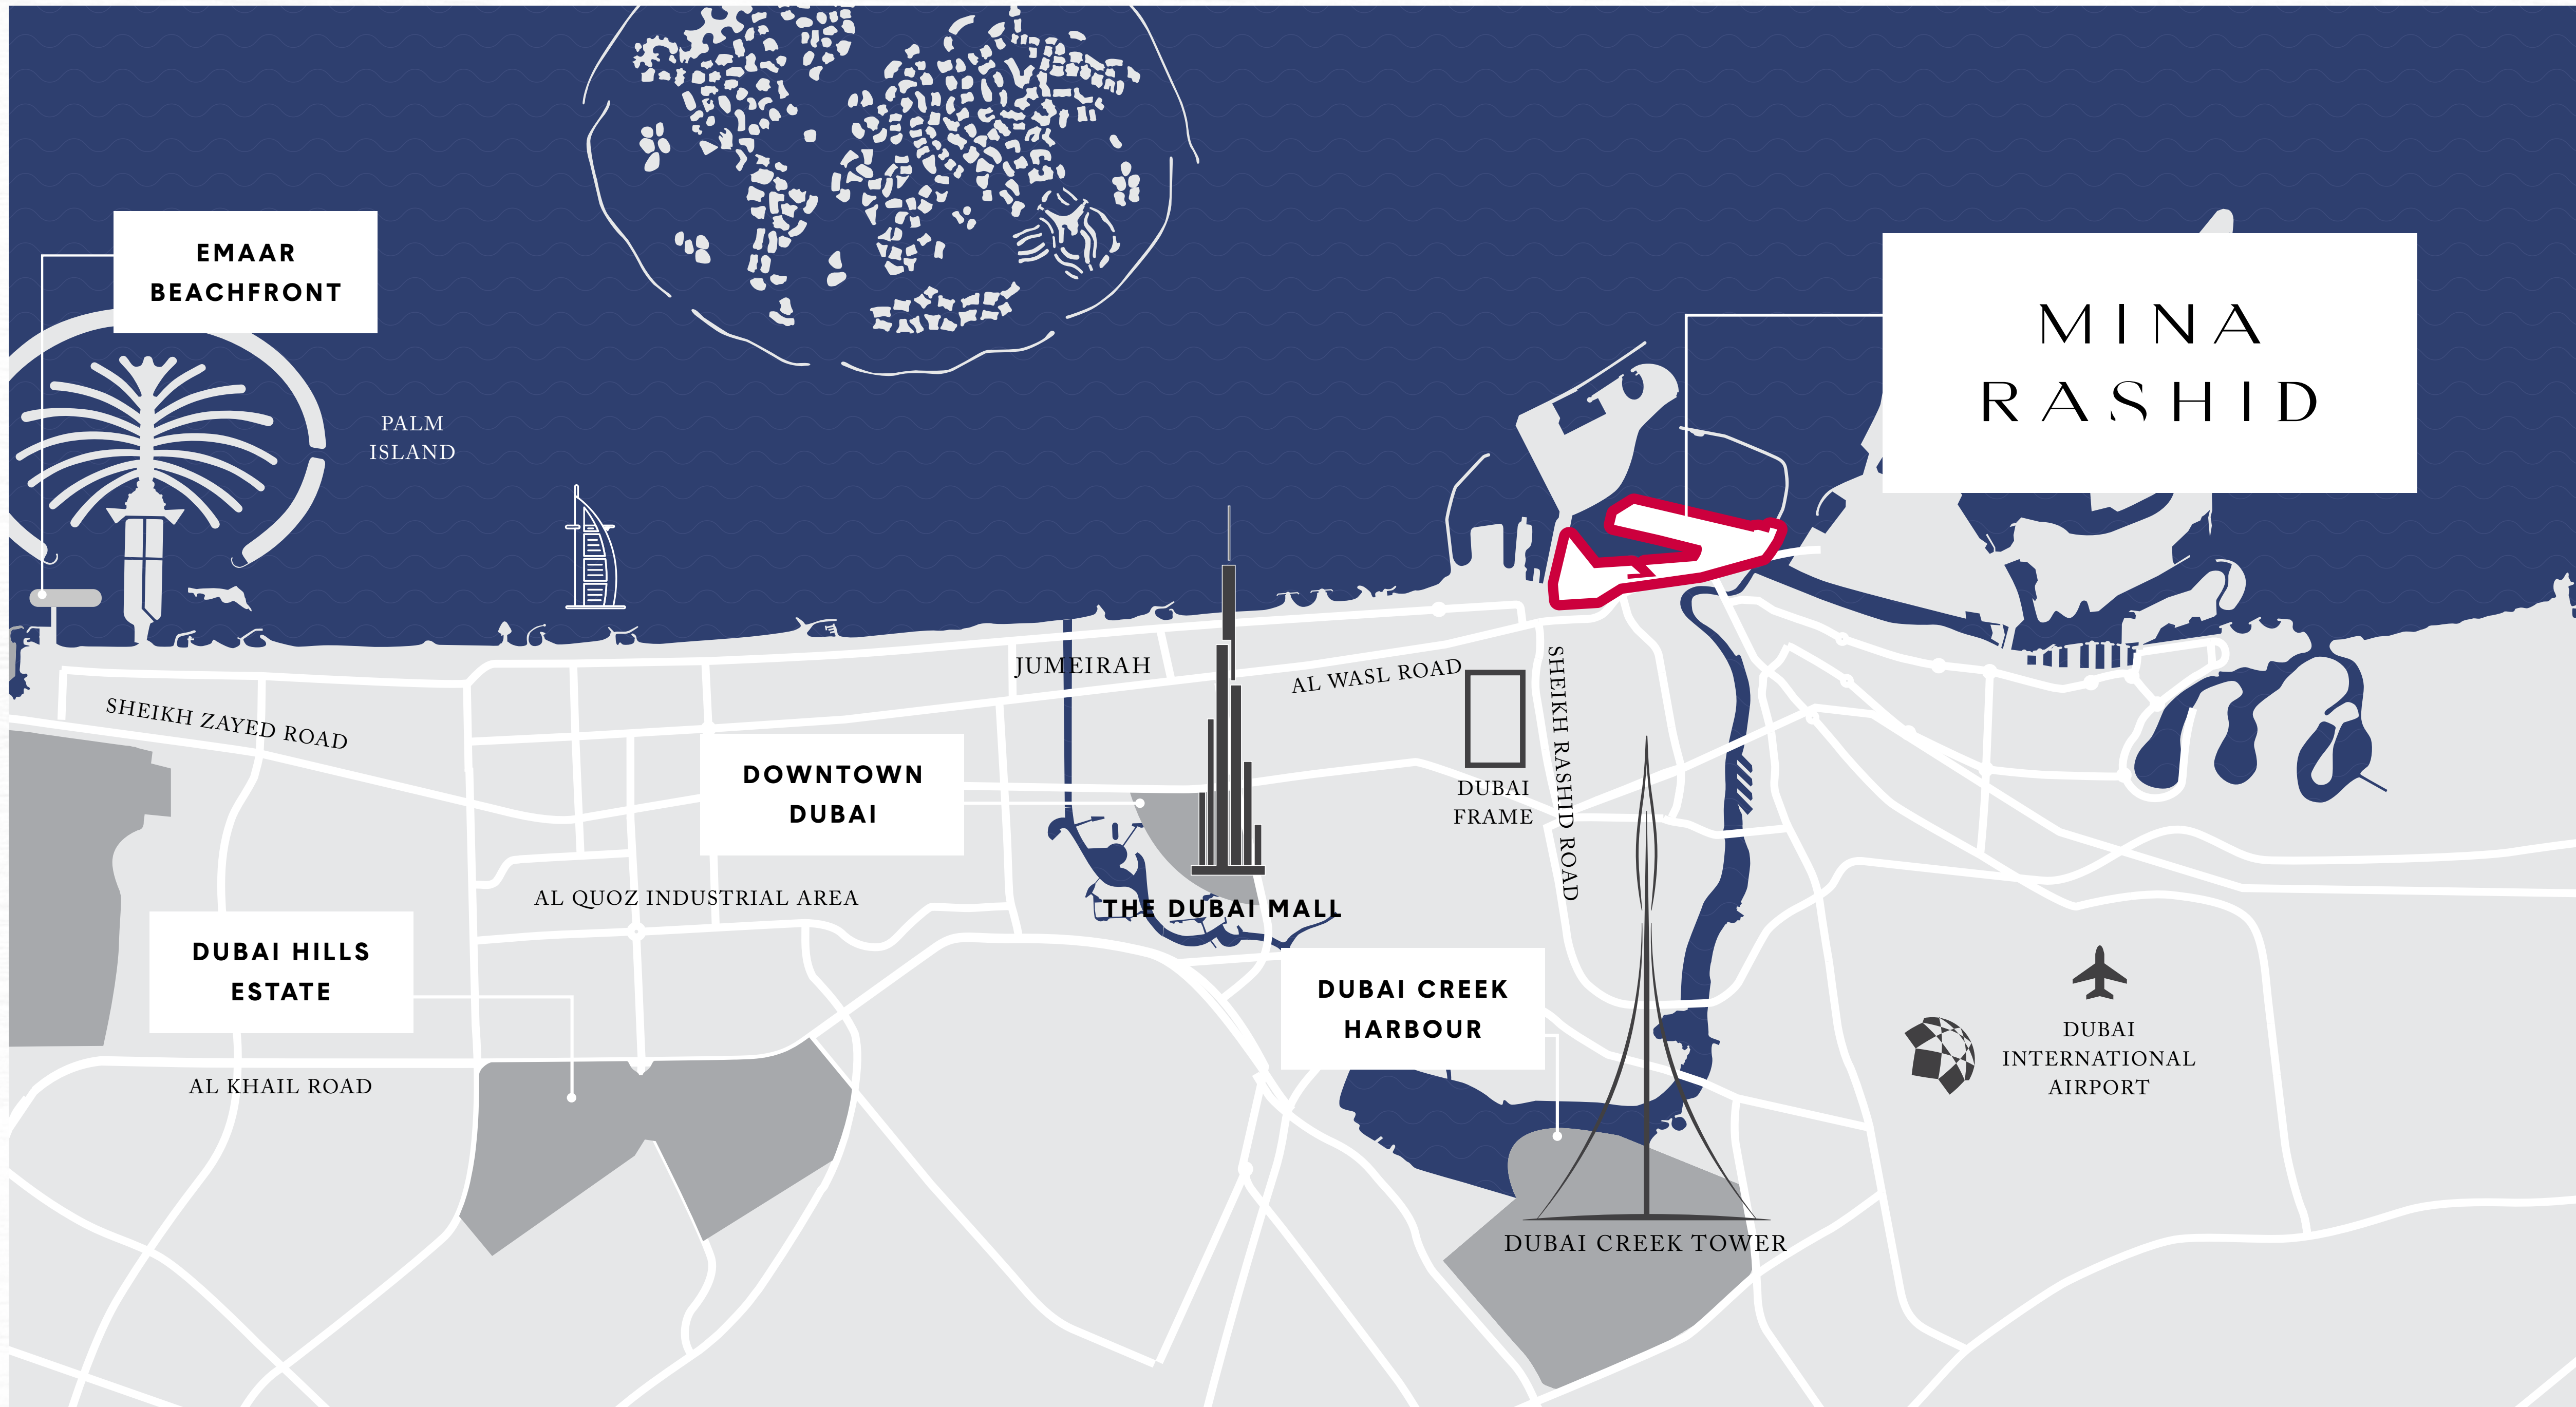 EMAAR
BEACHFRONT
MINA
RASHID
PALM
ISLAND
JUMEIRAH
AL WASL ROAD
SHEIKH RASHID ROAD
SHEIKH ZAYED ROAD
DOWNTOWN
DUBAI
DUBAI
FRAME
AL QUOZ INDUSTRIAL AREA
THE DUBAI MALL
DUBAI HILLS
ESTATE
DUBAI CREEK
HARBOUR
DUBAI
INTERNATIONAL
AIRPORT
AL KHAIL ROAD
DUBAI CREEK TOWER